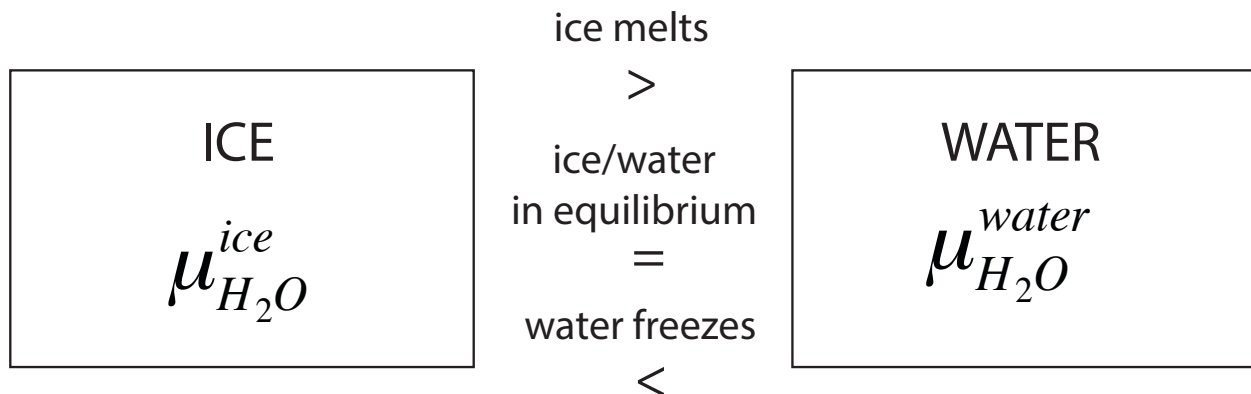 ice melts
>
ICE
WATER
ice/water
in equilibrium
=
μ_{H_2O}^{ice}
μ_{H_2O}^{water}
water freezes
<